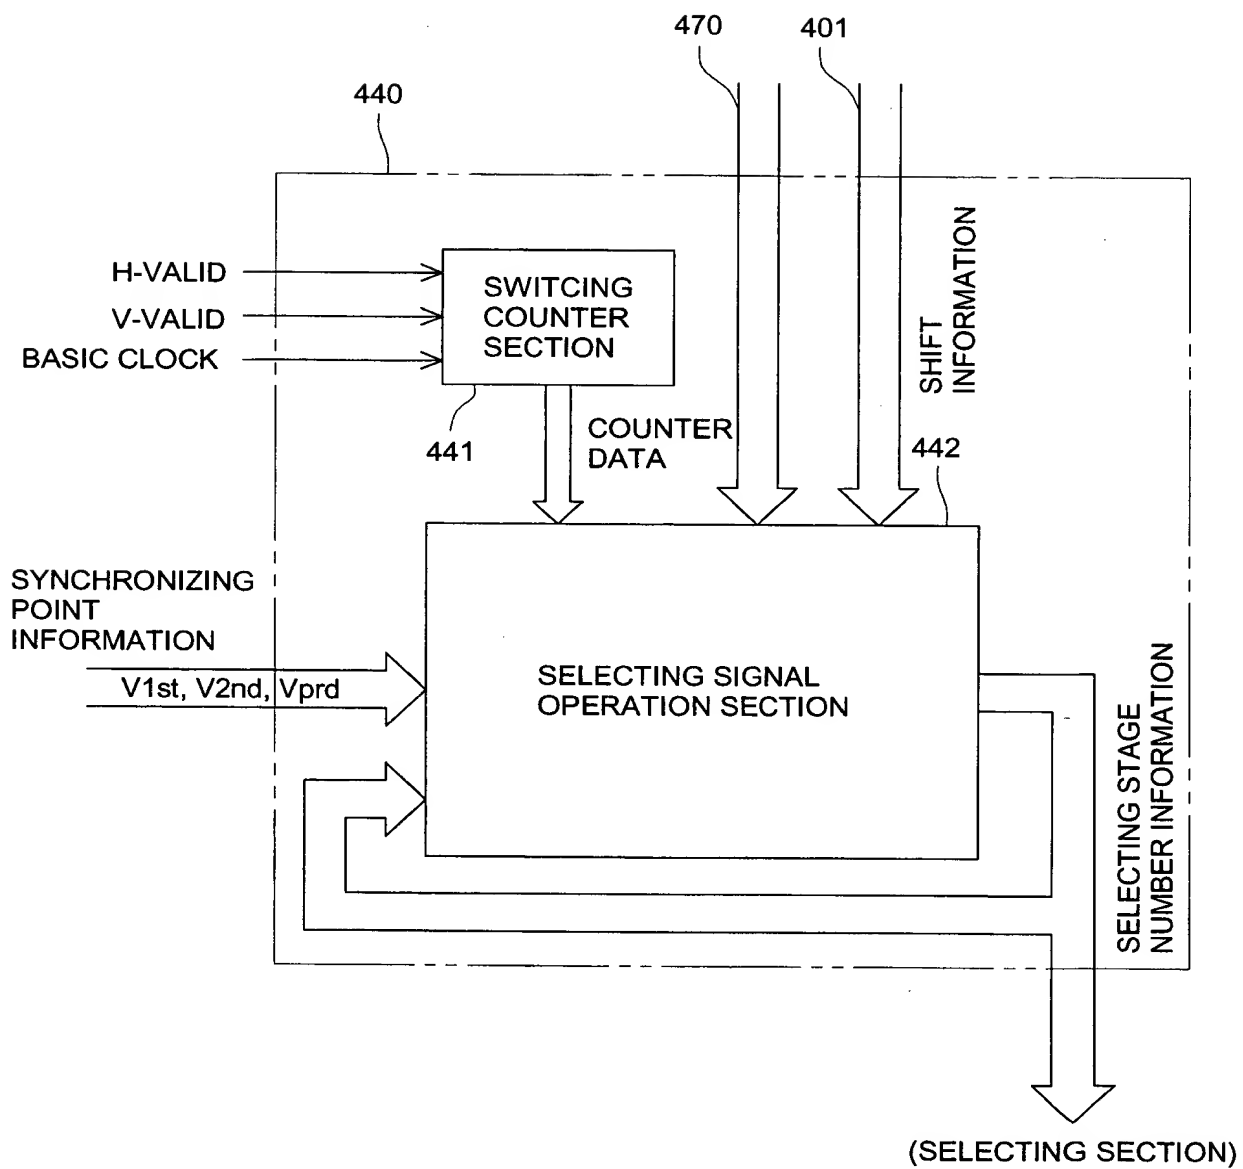 470
401
440
H-VALID
V-VALID
BASIC CLOCK
SWITCING
COUNTER
SECTION
SHIFT
INFORMATION
441
COUNTER
DATA
442
SYNCHRONIZING
POINT
INFORMATION
V1st, V2nd, Vprd
SELECTING SIGNAL
OPERATION SECTION
SELECTING STAGE
NUMBER INFORMATION
(SELECTING SECTION)